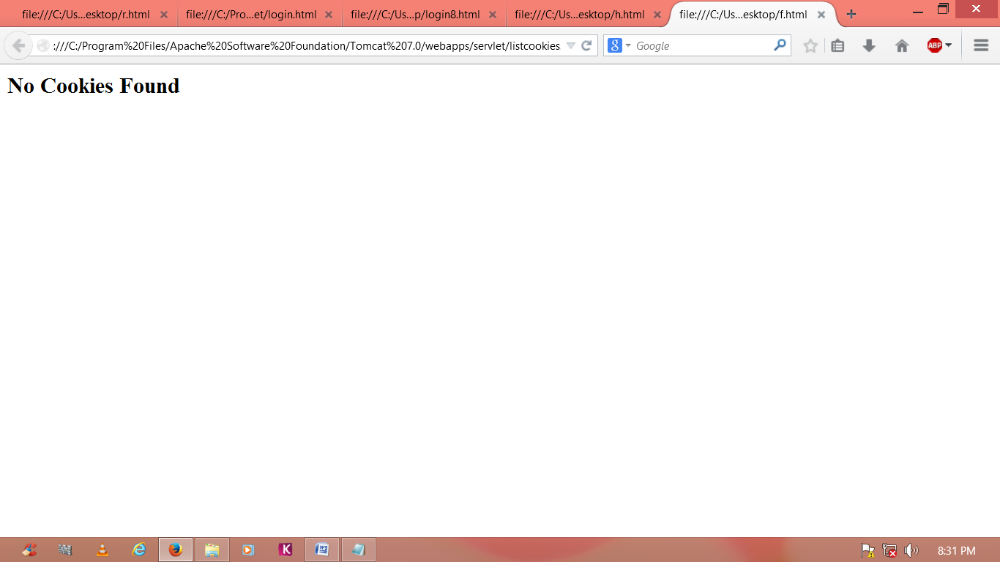 file:///C:/Us...esktop/r.html
file:///C:/Pro...et/login.html
file:///C:/Us...p/login8.html
file:///C:/Us...esktop/h.html
file:///C:/Us...esktop/f.html
:///C:/Program%20Files/Apache%20Software%20Foundation/Tomcat%207.0/webapps/servlet/listcookies
8
Google
ABP
No Cookies Found
K
W
8:31 PM